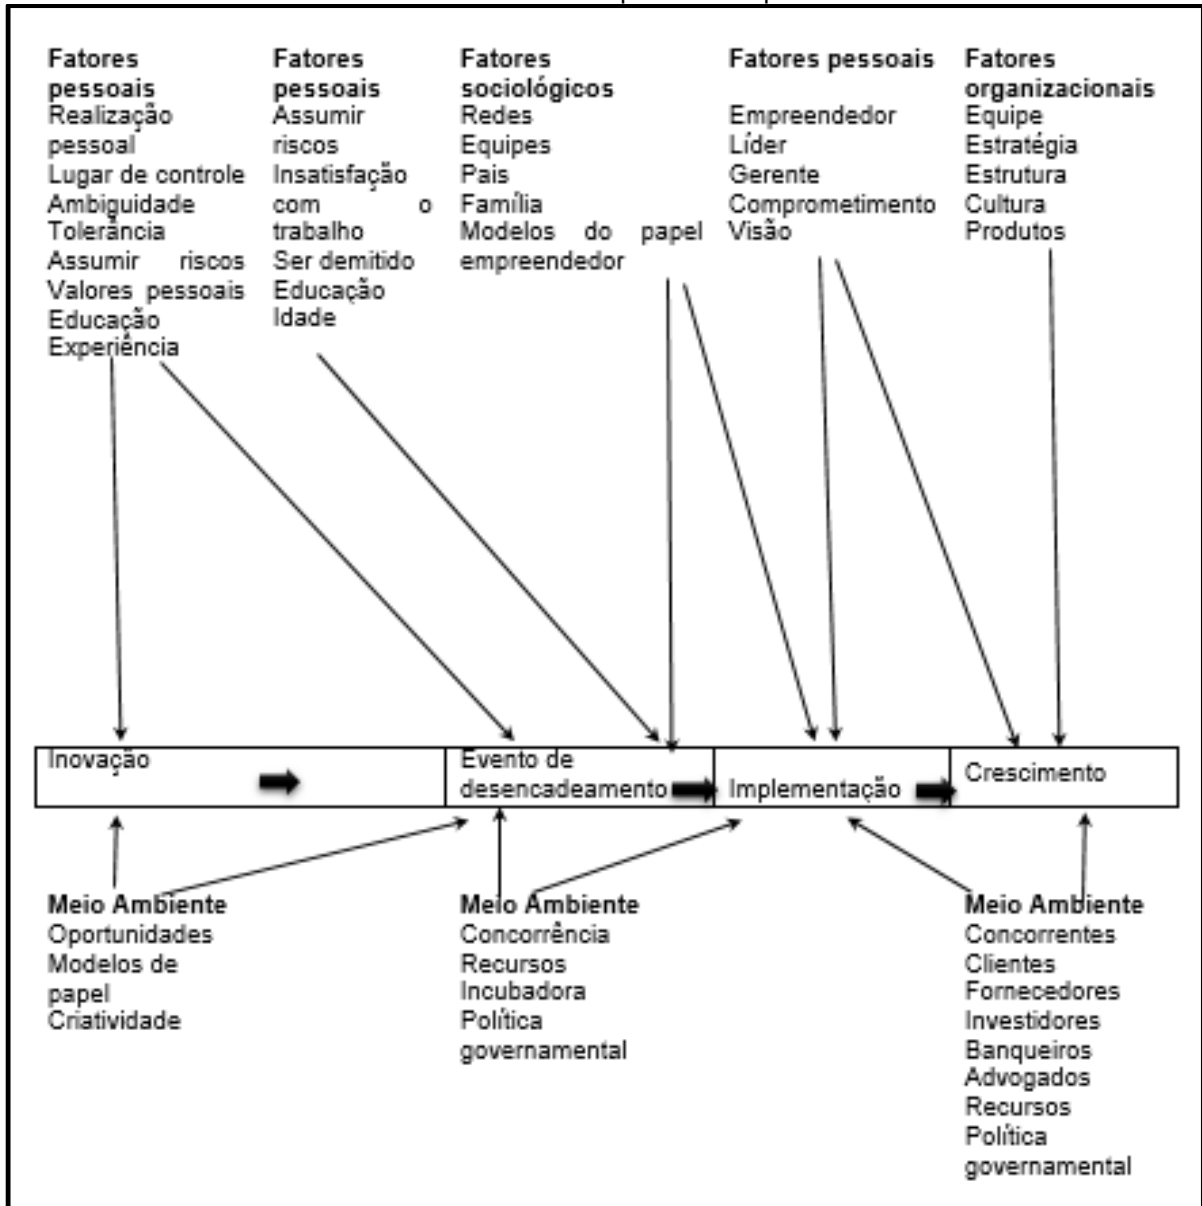 Fatores
pessoais
Realização
pessoal
Lugar de controle
Ambiguidade
Tolerância
Assumir riscos
Valores pessoais
Educação
Experiência
Fatores
pessoais
Assumir
riscos
Insatisfação
com o
trabalho
Ser demitido
Educação
Idade
Fatores
sociológicos
Redes
Equipes
Pais
Família
Modelos do papel
empreendedor
Fatores pessoais
Empreendedor
Líder
Gerente
Comprometimento
Visão
Fatores
organizacionais
Equipe
Estratégia
Estrutura
Cultura
Produtos
Inovação
Evento de
desencadeamento
Implementação
Crescimento
Meio Ambiente
Oportunidades
Modelos de
papel
Criatividade
Meio Ambiente
Concorrência
Recursos
Incubadora
Política
governamental
Meio Ambiente
Concorrentes
Clientes
Fornecedores
Investidores
Banqueiros
Advogados
Recursos
Política
governamental